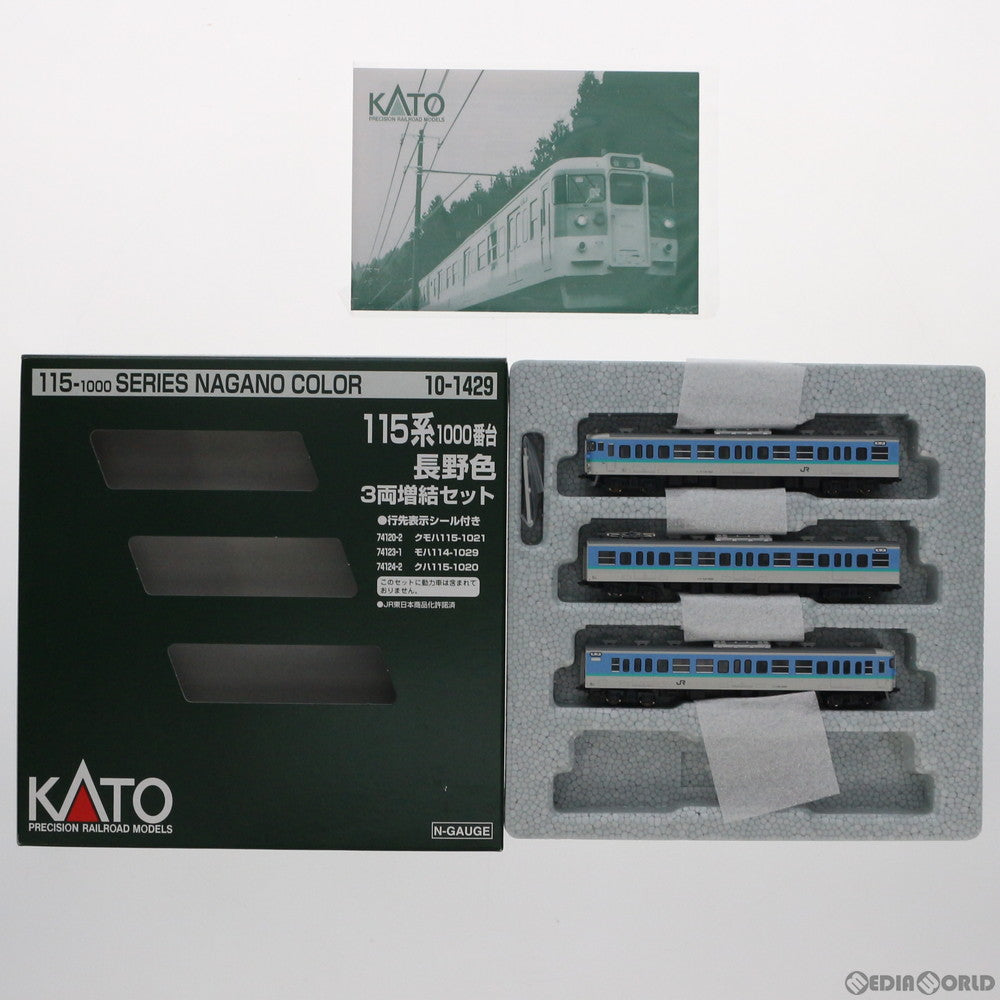 KATO
PRECISION RAILROAD MODELS
115-1000 SERIES NAGANO COLOR 10-1429
115系1000番台
長野色
3両増結セット
●行先表示シール付き
74120-2 クモハ115-1021
74123-1 モハ114-1029
74124-2 クハ115-1020
このセットに動力車は含まれて
おりません。
●JR東日本商品化許諾済
KATO
PRECISION RAILROAD MODELS
N-GAUGE
JR
JR
MEDIAWORLD